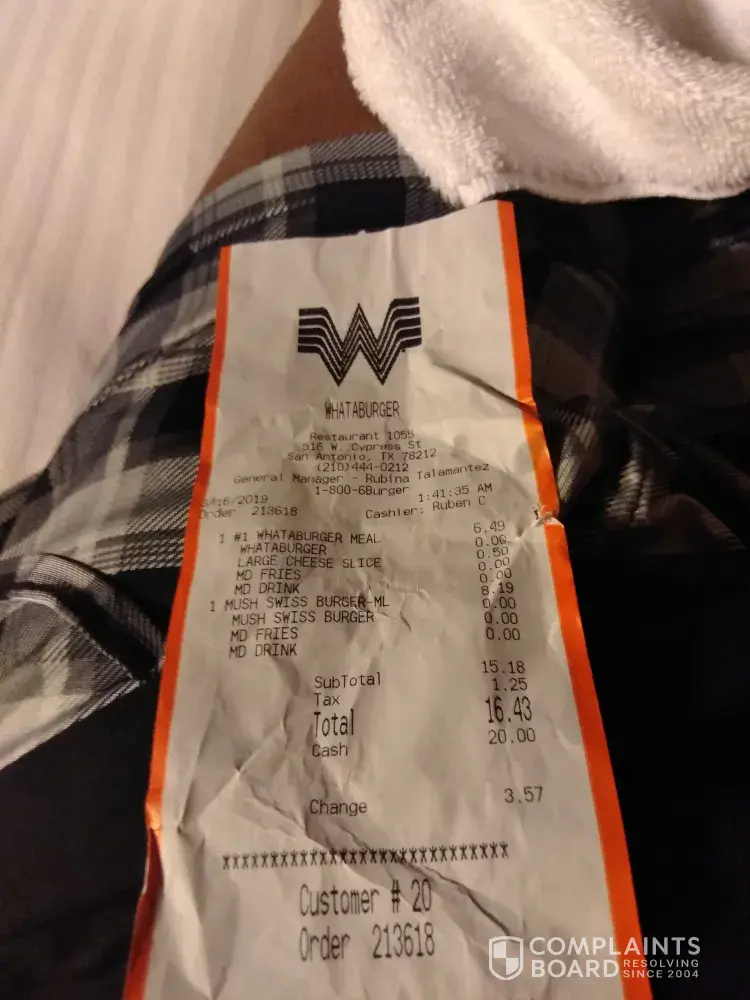 W
WHATABURGER
Restaurant 1055
916 W. Cypress St
San Antonio, TX 78212
(210)444-0212
General Manager - Rubina Talamantez
1-800-6Burger
/16/2019 1:41:35 AM
Order 213618 Cashier: Ruben C
1 #1 WHATABURGER MEAL 6.49
WHATABURGER 0.00
LARGE CHEESE SLICE 0.50
MD FRIES 0.00
MD DRINK 0.00
1 MUSH SWISS BURGER-ML 8.19
MUSH SWISS BURGER 0.00
MD FRIES 0.00
MD DRINK 0.00
SubTotal 15.18
Tax 1.25
Total 16.43
Cash 20.00
Change 3.57
****************************
Customer # 20
Order 213618
COMPLAINTS
BOARD RESOLVING
SINCE 2004